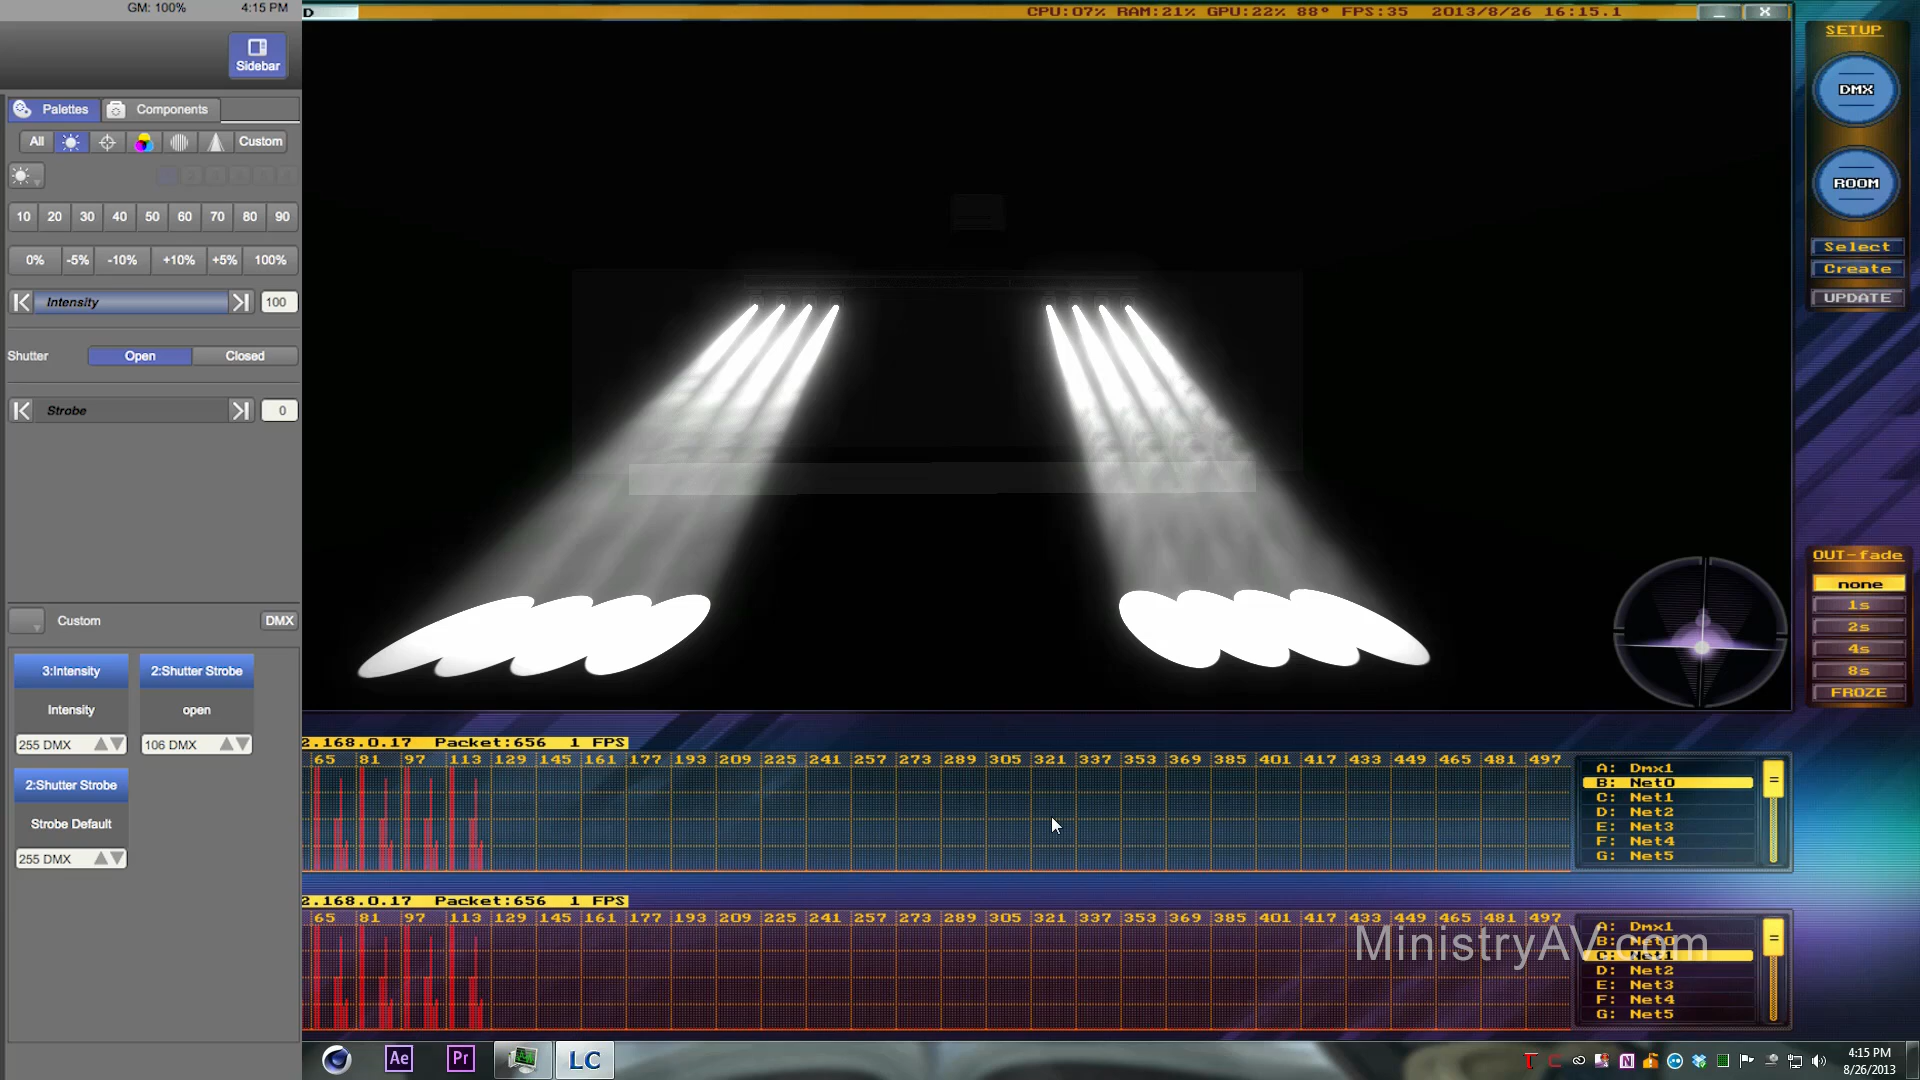 GM: 100% 4:15 PM
Sidebar
Palettes Components
All Custom
10 20 30 40 50 60 70 80 90
0% -5% -10% +10% +5% 100%
Intensity 100
Shutter Open Closed
Strobe 0
Custom DMX
3:Intensity 2:Shutter Strobe
Intensity open
255 DMX 106 DMX
2:Shutter Strobe
Strobe Default
255 DMX
D CPU:07% RAM:21% GPU:22% 88° FPS:35 2013/8/26 16:15.1
SETUP
DMX
ROOM
Select
Create
UPDATE
OUT-fade
none
1s
2s
4s
8s
FROZE
2.168.0.17 Packet:656 1 FPS
65 81 97 113 129 145 161 177 193 209 225 241 257 273 289 305 321 337 353 369 385 401 417 433 449 465 481 497
A: Dmx1
B: Net0
C: Net1
D: Net2
E: Net3
F: Net4
G: Net5
2.168.0.17 Packet:656 1 FPS
65 81 97 113 129 145 161 177 193 209 225 241 257 273 289 305 321 337 353 369 385 401 417 433 449 465 481 497
A: Dmx1
B: Net0
C: Net1
D: Net2
E: Net3
F: Net4
G: Net5
MinistryAV.com
Ae Pr LC
4:15 PM
8/26/2013